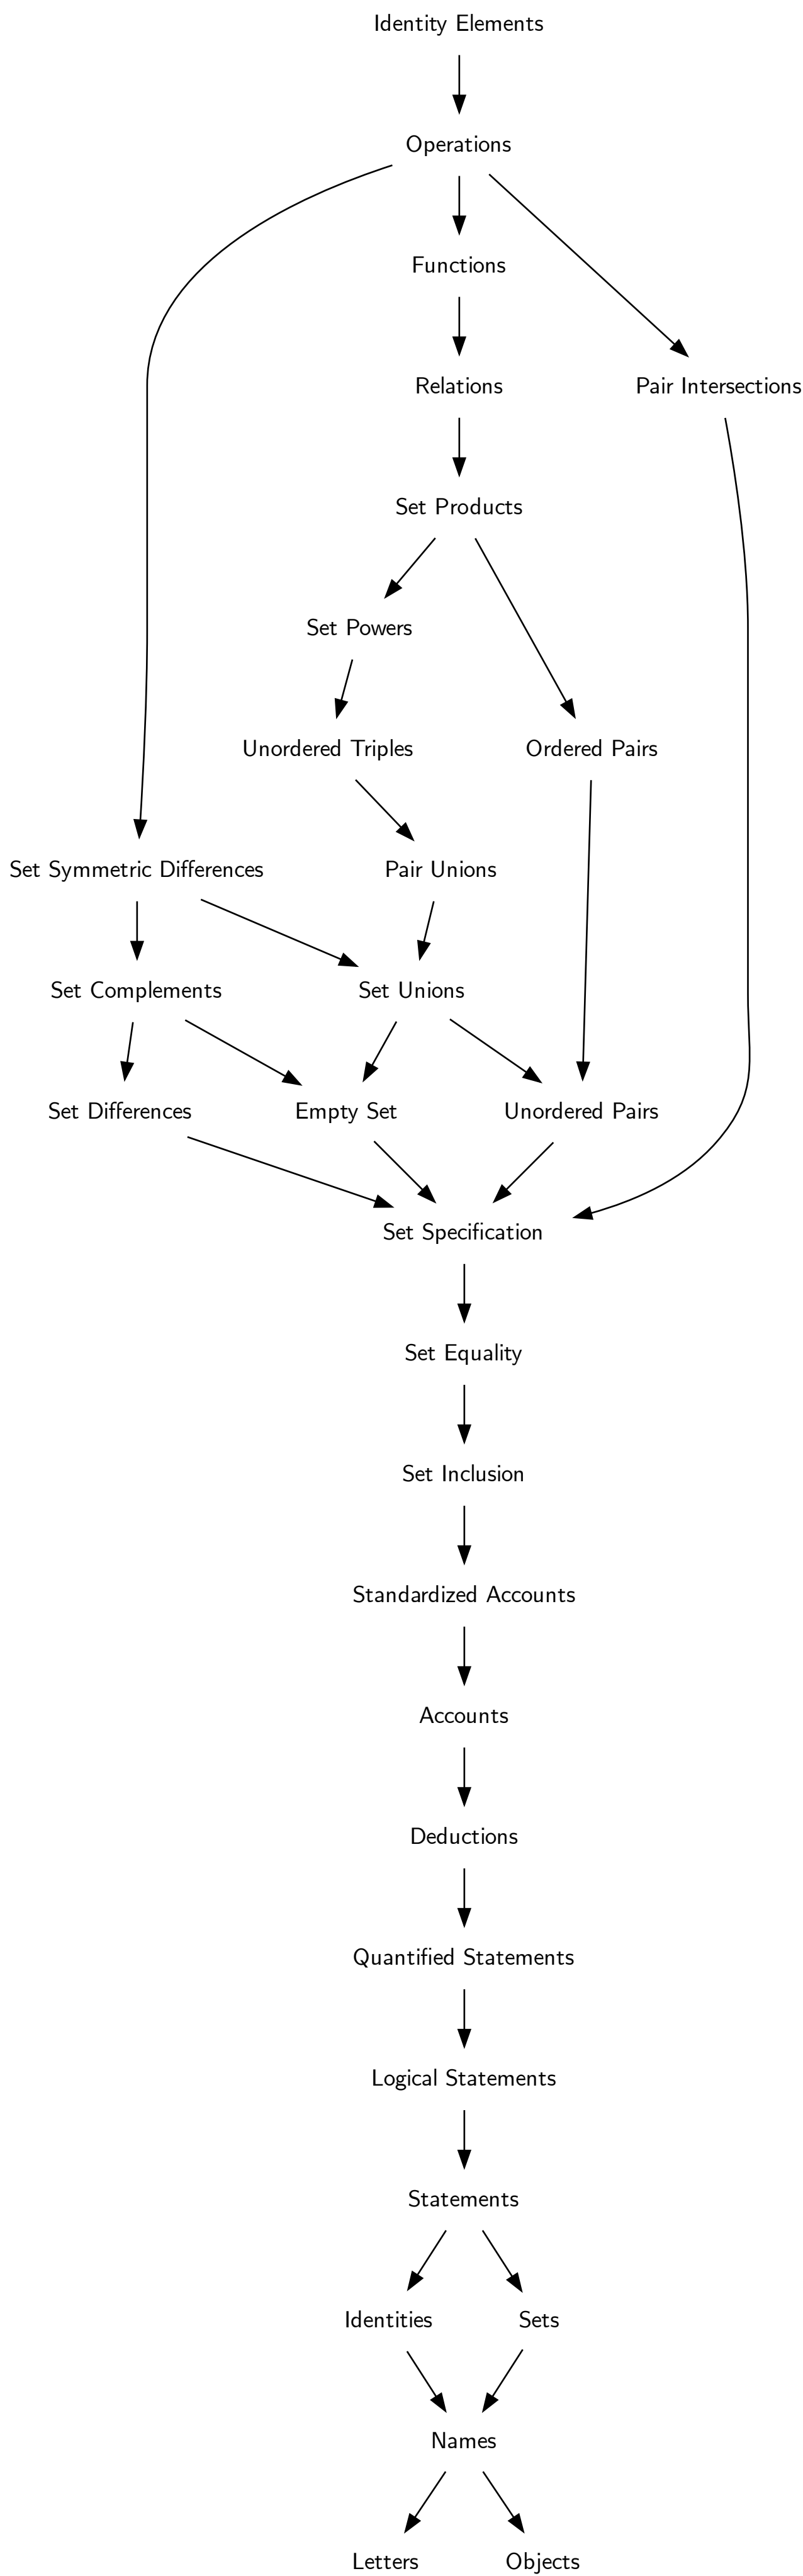 Identity Elements
Operations
Functions
Relations
Pair Intersections
Set Products
Set Powers
Unordered Triples
Ordered Pairs
Set Symmetric Differences
Pair Unions
Set Complements
Set Unions
Set Differences
Empty Set
Unordered Pairs
Set Specification
Set Equality
Set Inclusion
Standardized Accounts
Accounts
Deductions
Quantified Statements
Logical Statements
Statements
Identities
Sets
Names
Letters
Objects